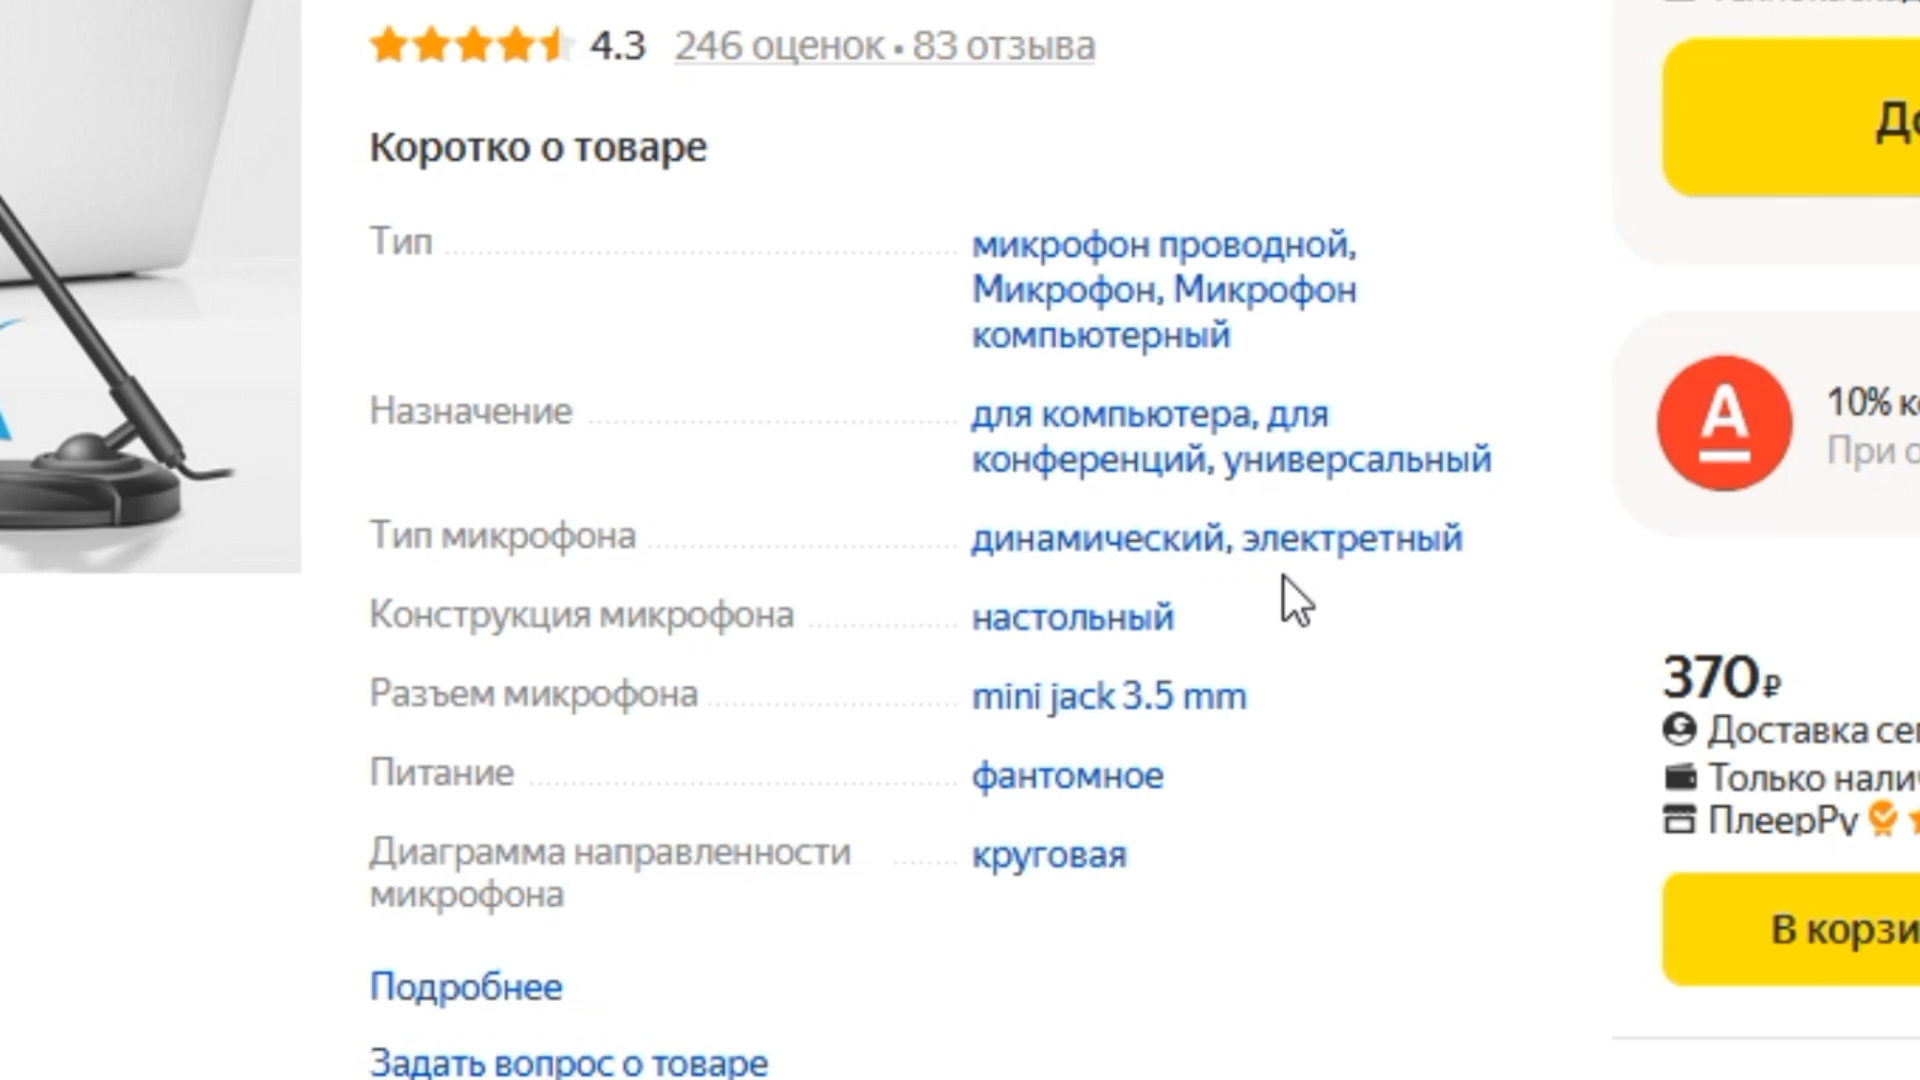 4.3 246 оценок • 83 отзыва
Коротко о товаре
Тип микрофон проводной,
Микрофон, Микрофон
компьютерный
Назначение для компьютера, для
конференций, универсальный
Тип микрофона динамический, электретный
Конструкция микрофона настольный
Разъем микрофона mini jack 3.5 mm
Питание фантомное
Диаграмма направленности круговая
микрофона
Подробнее
Задать вопрос о товаре
А
10%
При
370 ₽
Доставка
Только
ПлеерРу
В